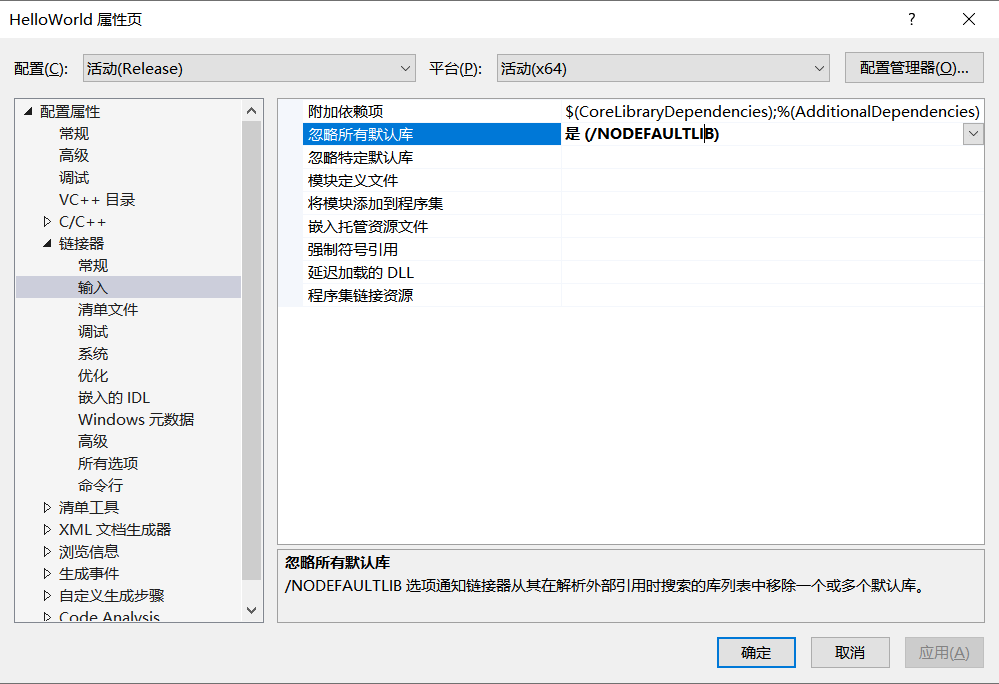 HelloWorld 属性页
配置(C): 活动(Release) 平台(P): 活动(x64) 配置管理器(O)...
配置属性
常规
高级
调试
VC++ 目录
C/C++
链接器
常规
输入
清单文件
调试
系统
优化
嵌入的 IDL
Windows 元数据
高级
所有选项
命令行
清单工具
XML 文档生成器
浏览信息
生成事件
自定义生成步骤
Code Analysis
附加依赖项 $(CoreLibraryDependencies);%(AdditionalDependencies)
忽略所有默认库 是 (/NODEFAULTLIB)
忽略特定默认库
模块定义文件
将模块添加到程序集
嵌入托管资源文件
强制符号引用
延迟加载的 DLL
程序集链接资源
忽略所有默认库
/NODEFAULTLIB 选项通知链接器从其在解析外部引用时搜索的库列表中移除一个或多个默认库。
确定 取消 应用(A)